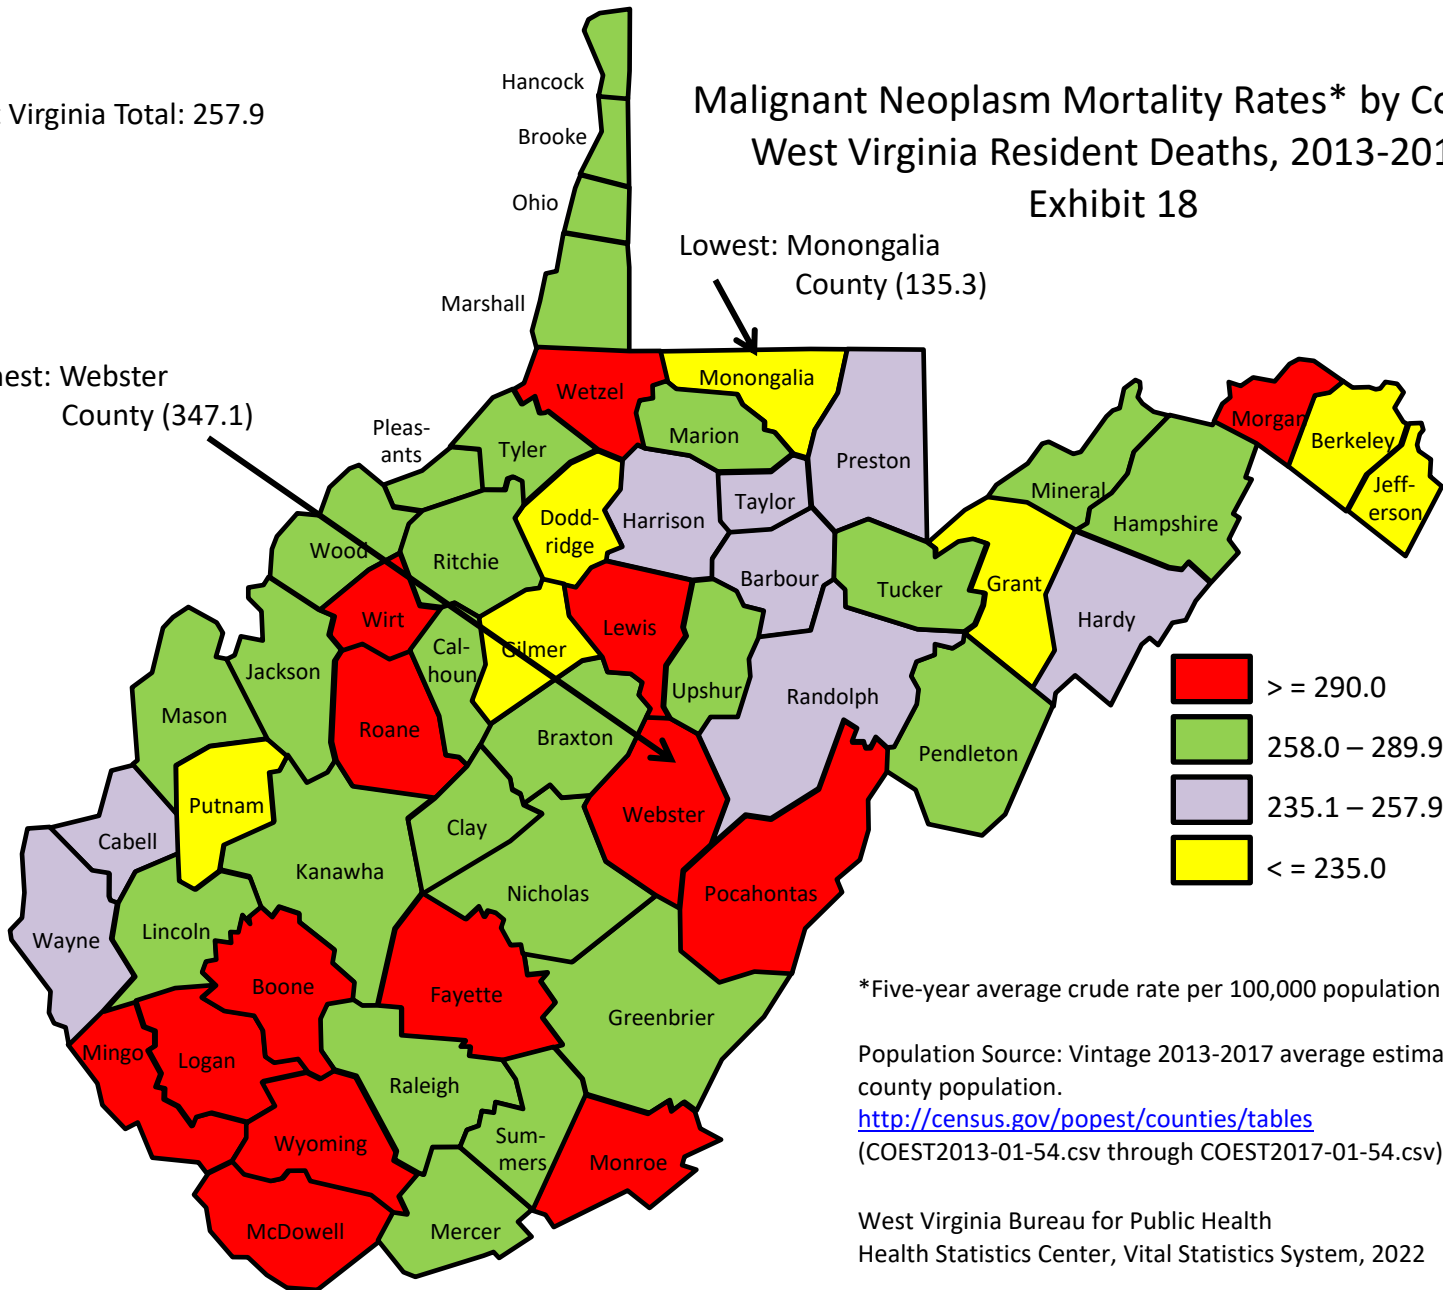 Virginia Total: 257.9
Malignant Neoplasm Mortality Rates* by
West Virginia Resident Deaths,
Exhibit 18
Lowest: Monongalia
County (135.3)
Webster
County (347.1)
Hancock
Brooke
Ohio
Marshall
Wetzel
Monongalia
Marion
Preston
Pleas-
ants
Tyler
Morgan
Berkeley
Jeff-
erson
Mineral
Hampshire
Dodd-
ridge
Harrison
Taylor
Wood
Ritchie
Barbour
Tucker
Grant
Hardy
Wirt
Cal-
houn
Gilmer
Lewis
Upshur
Randolph
Jackson
Mason
Roane
Braxton
Pendleton
Putnam
Cabell
Clay
Webster
Kanawha
Nicholas
Pocahontas
Wayne
Lincoln
Boone
Fayette
Greenbrier
Mingo
Logan
Raleigh
Wyoming
Sum-
mers
Monroe
McDowell
Mercer
> = 290.0
258.0 – 289.9
235.1 – 257.9
< = 235.0
*Five-year average crude rate per 100,000 population
Population Source: Vintage 2013-2017 average
county population.
http://census.gov/popest/counties/tables
(COEST2013-01-54.csv through COEST2017-01-54.csv)
West Virginia Bureau for Public Health
Health Statistics Center, Vital Statistics System, 2022